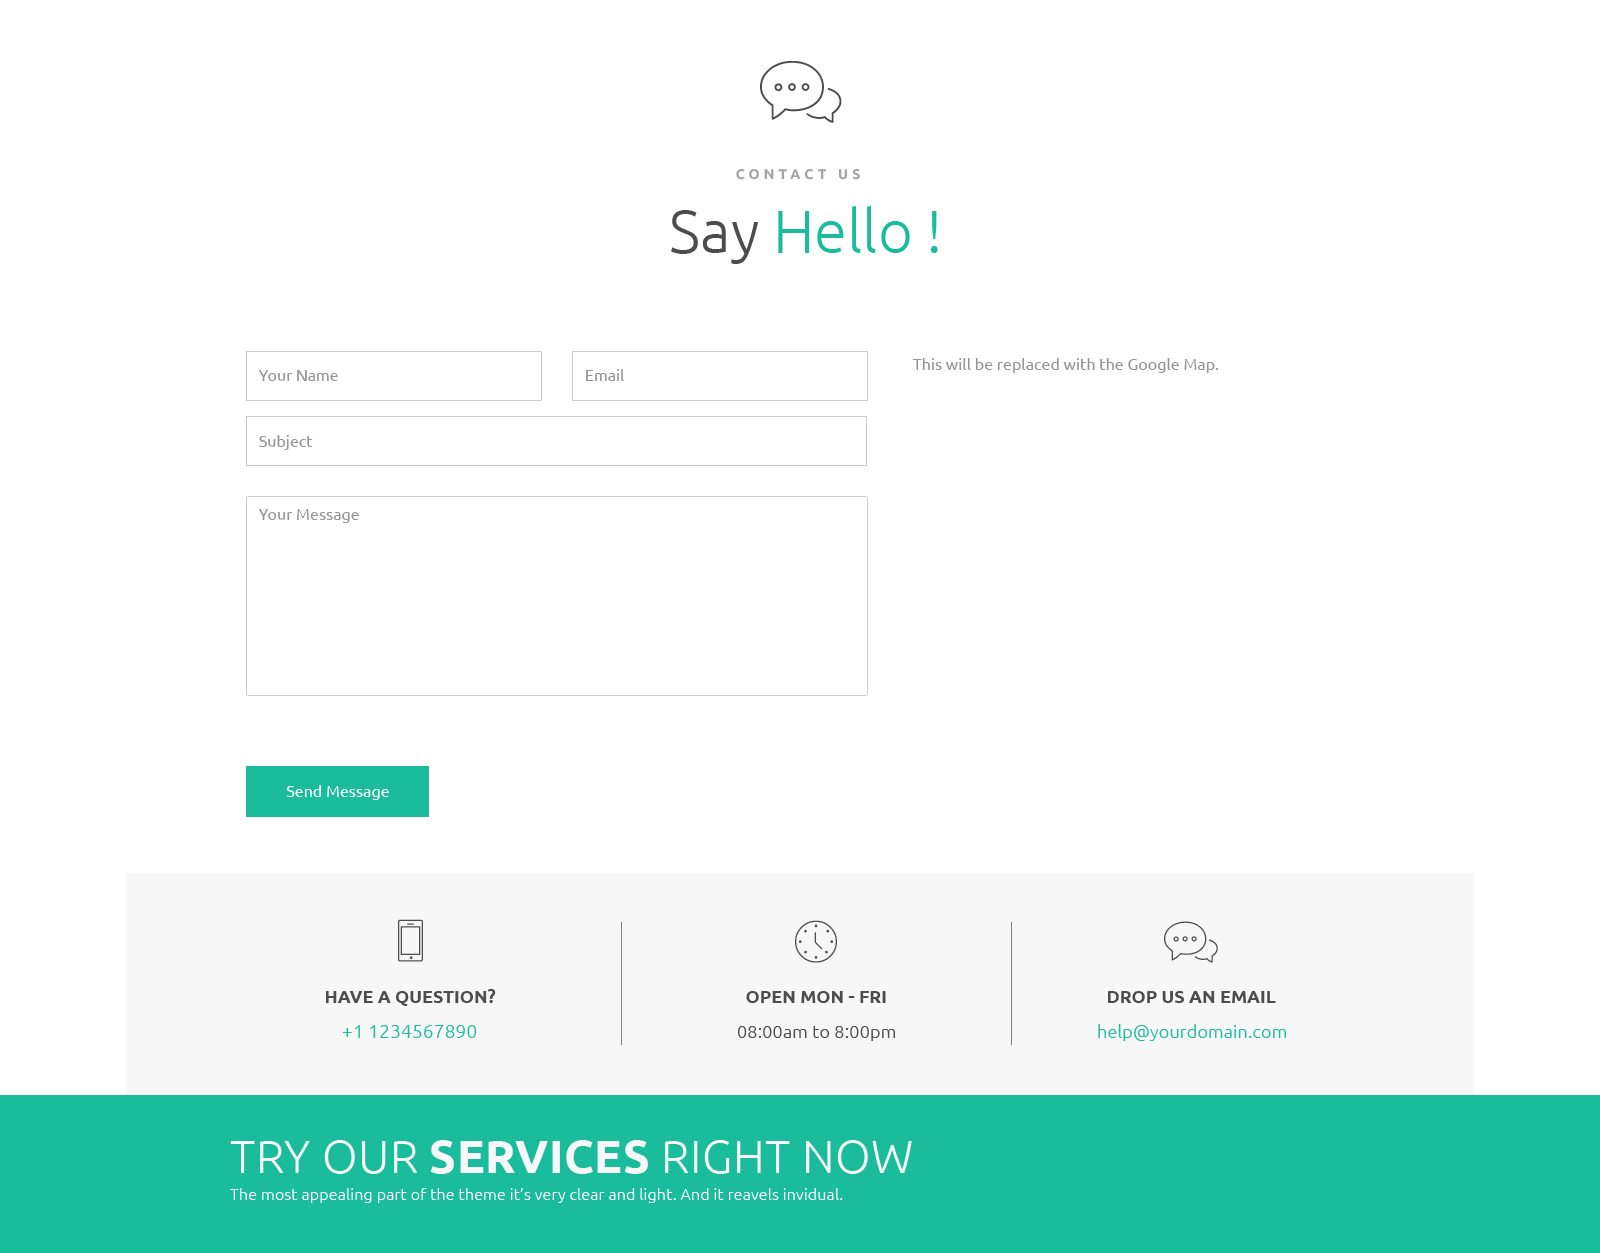 CONTACT US
Say Hello !
Your Name
Email
This will be replaced with the Google Map.
Subject
Your Message
Send Message
HAVE A QUESTION?
+1 1234567890
OPEN MON - FRI
08:00am to 8:00pm
DROP US AN EMAIL
help@yourdomain.com
TRY OUR SERVICES RIGHT NOW
The most appealing part of the theme it’s very clear and light. And it reavels invidual.